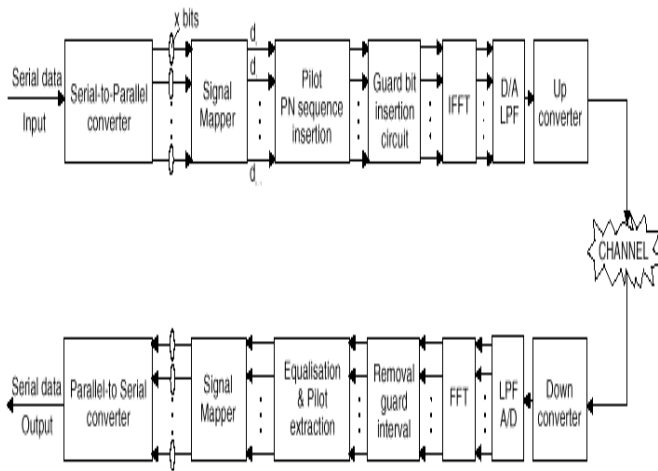 x bits
Serial data
Input
Serial-to-Parallel
converter
Signal
Mapper
d
d
d
Pilot
PN sequence
insertion
Guard bit
insertion
circuit
IFFT
D/A
LPF
Up
converter
CHANNEL
Serial data
Output
Parallel-to Serial
converter
Signal
Mapper
Equalisation
& Pilot
extraction
Removal
guard
interval
FFT
LPF
A/D
Down
converter